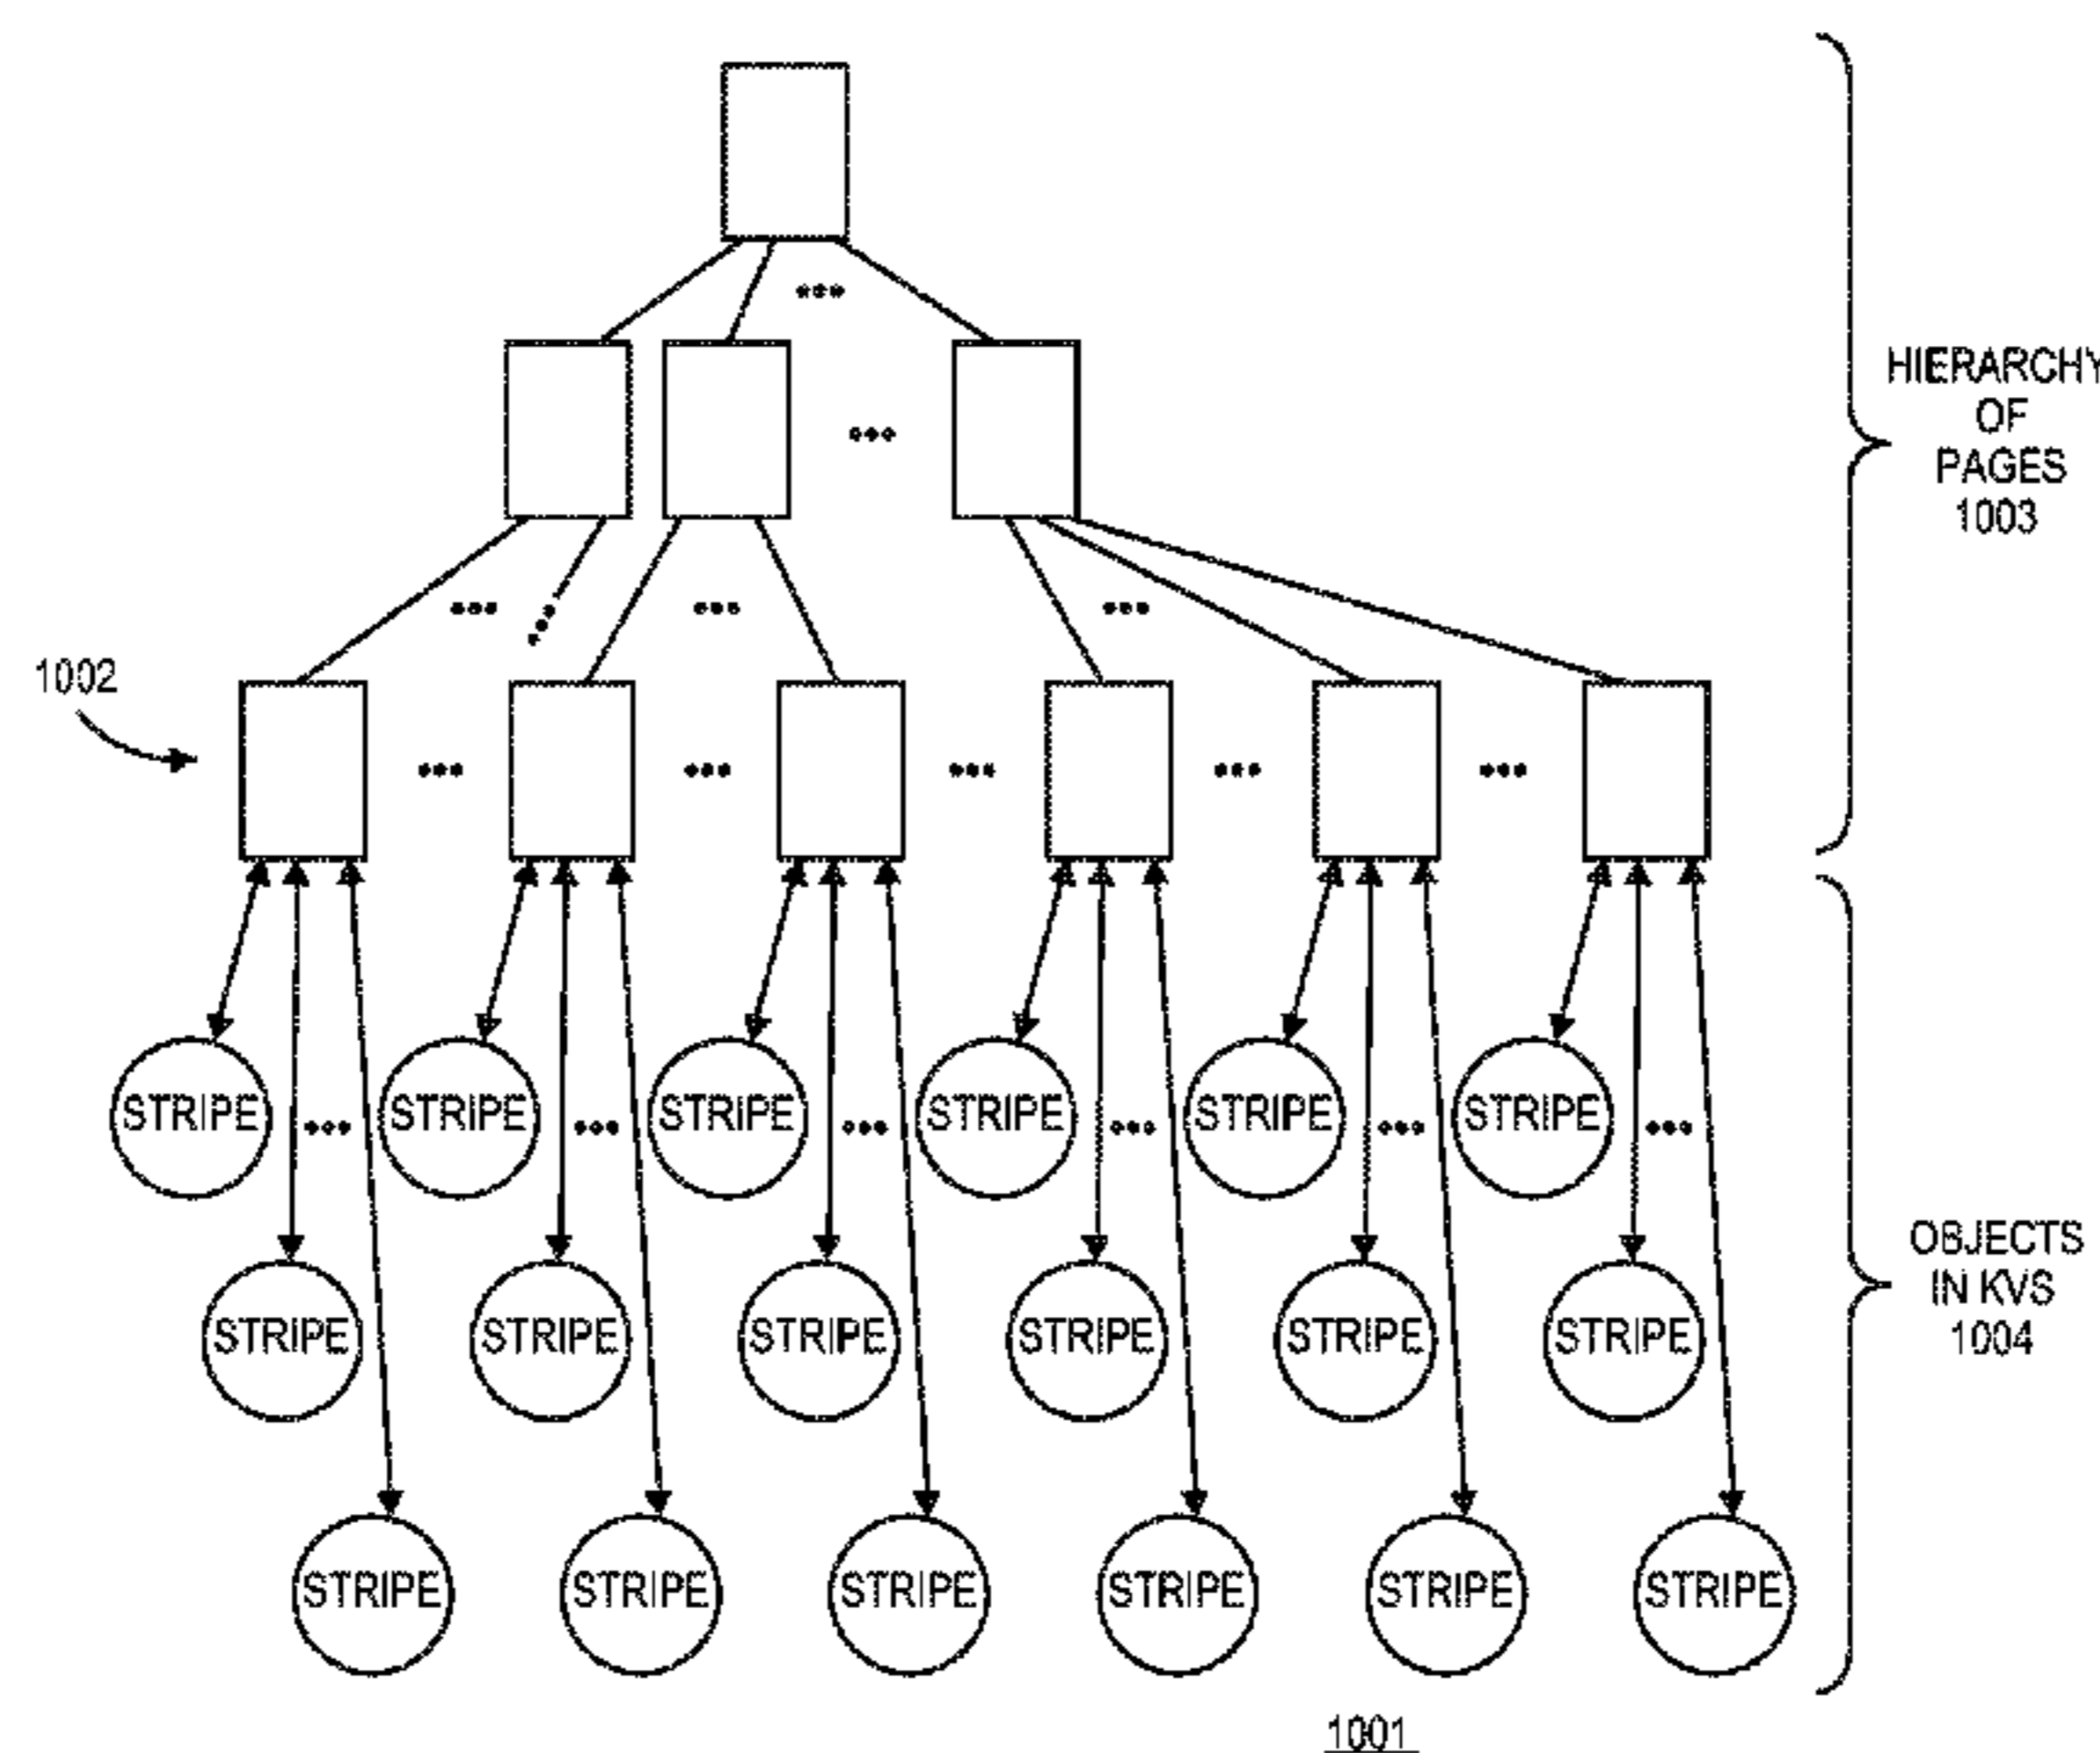 HIERARCHY
OF
PAGES
1003
1002
STRIPE STRIPE STRIPE STRIPE STRIPE STRIPE
STRIPE STRIPE STRIPE STRIPE STRIPE STRIPE
OBJECTS
IN KVS
1004
STRIPE STRIPE STRIPE STRIPE STRIPE STRIPE
1001